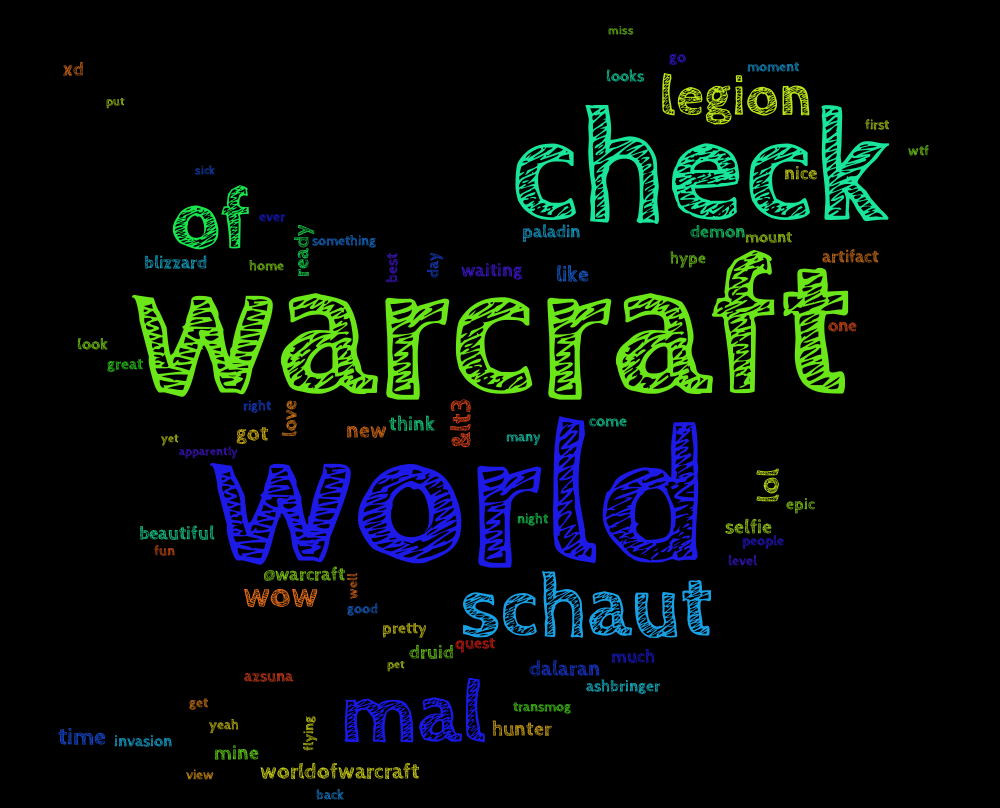 miss
go
xd
moment
looks
legion
put
check
first
wtf
sick
nice
of
ever
ready
paladin
demon
mount
something
blizzard
home
best
day
waiting
like
hype
artifact
warcraft
one
look
great
right
love
got
new
think
&lt3
many
come
yet
apparently
world
lol
epic
night
selfie
beautiful
people
fun
level
@warcraft
well
wow
good
schaut
pretty
druid
quest
pet
dalaran
much
azsuna
ashbringer
get
mal
transmog
yeah
flying
hunter
time
invasion
mine
view
worldofwarcraft
back